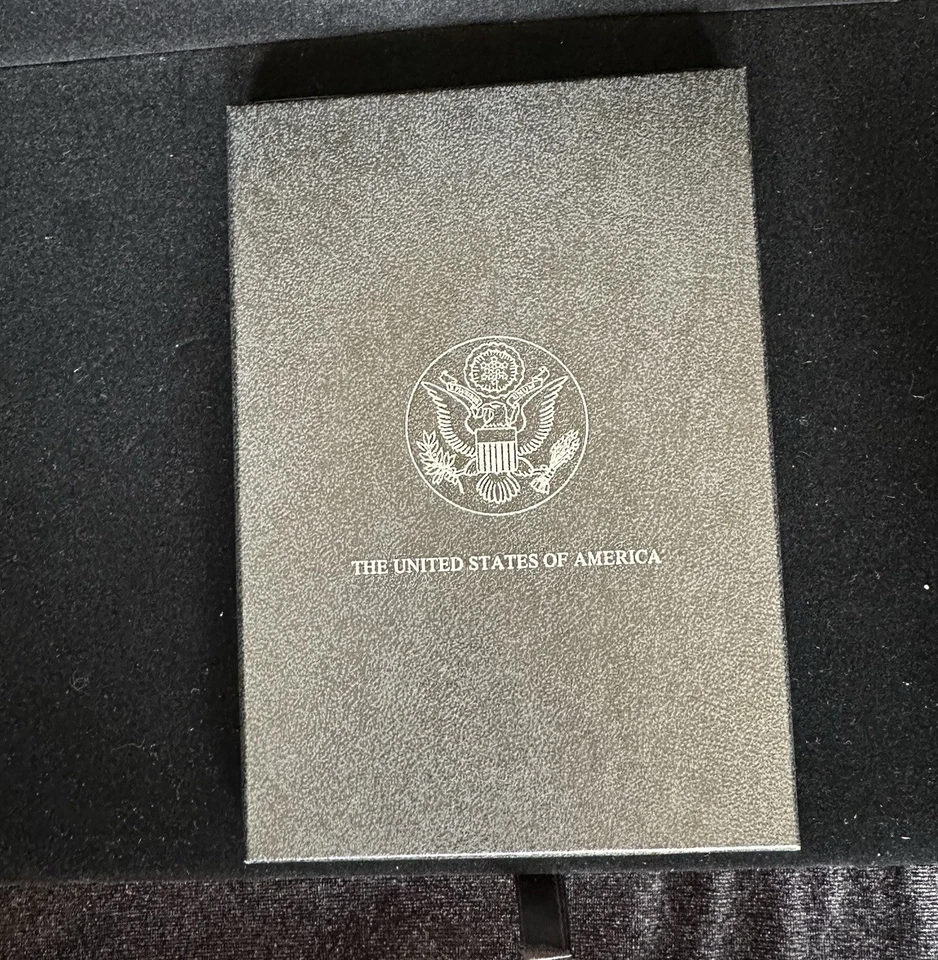 THE UNITED STATES OF AMERICA